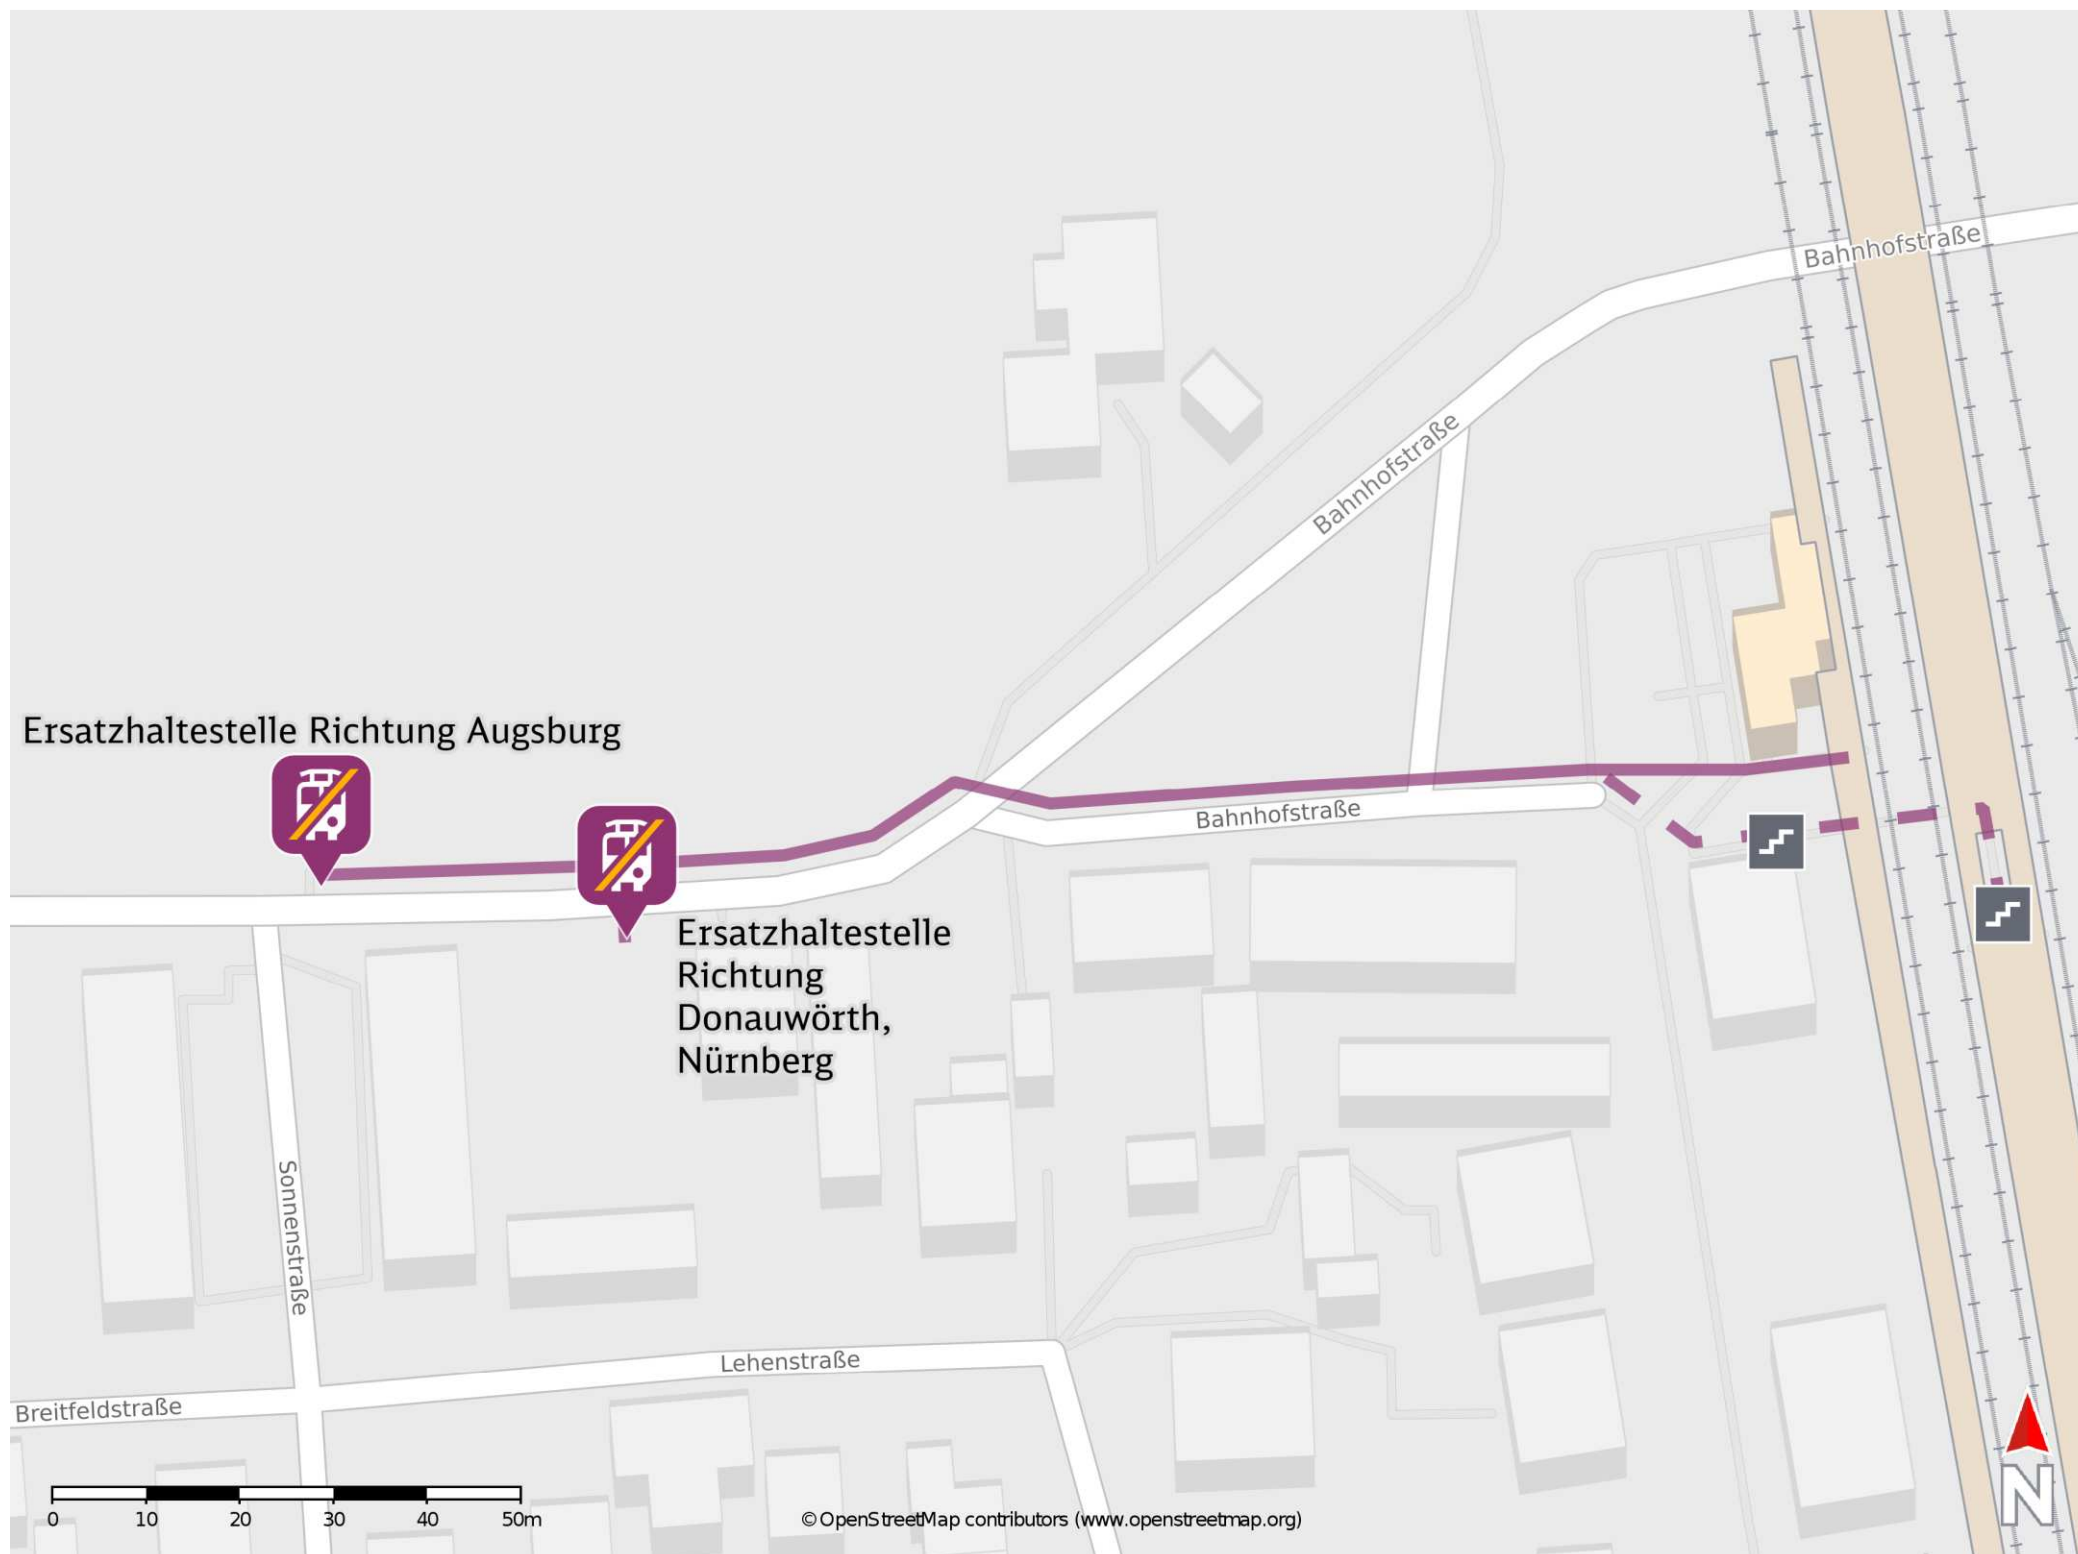 Bahnhofstraße
Bahnhofstraße
Ersatzhaltestelle Richtung Augsburg
Bahnhofstraße
Ersatzhaltestelle
Richtung
Donauwörth,
Nürnberg
Sonnenstraße
Lehenstraße
Breitfeldstraße
N
0 10 20 30 40 50m
© OpenStreetMap contributors (www.openstreetmap.org)